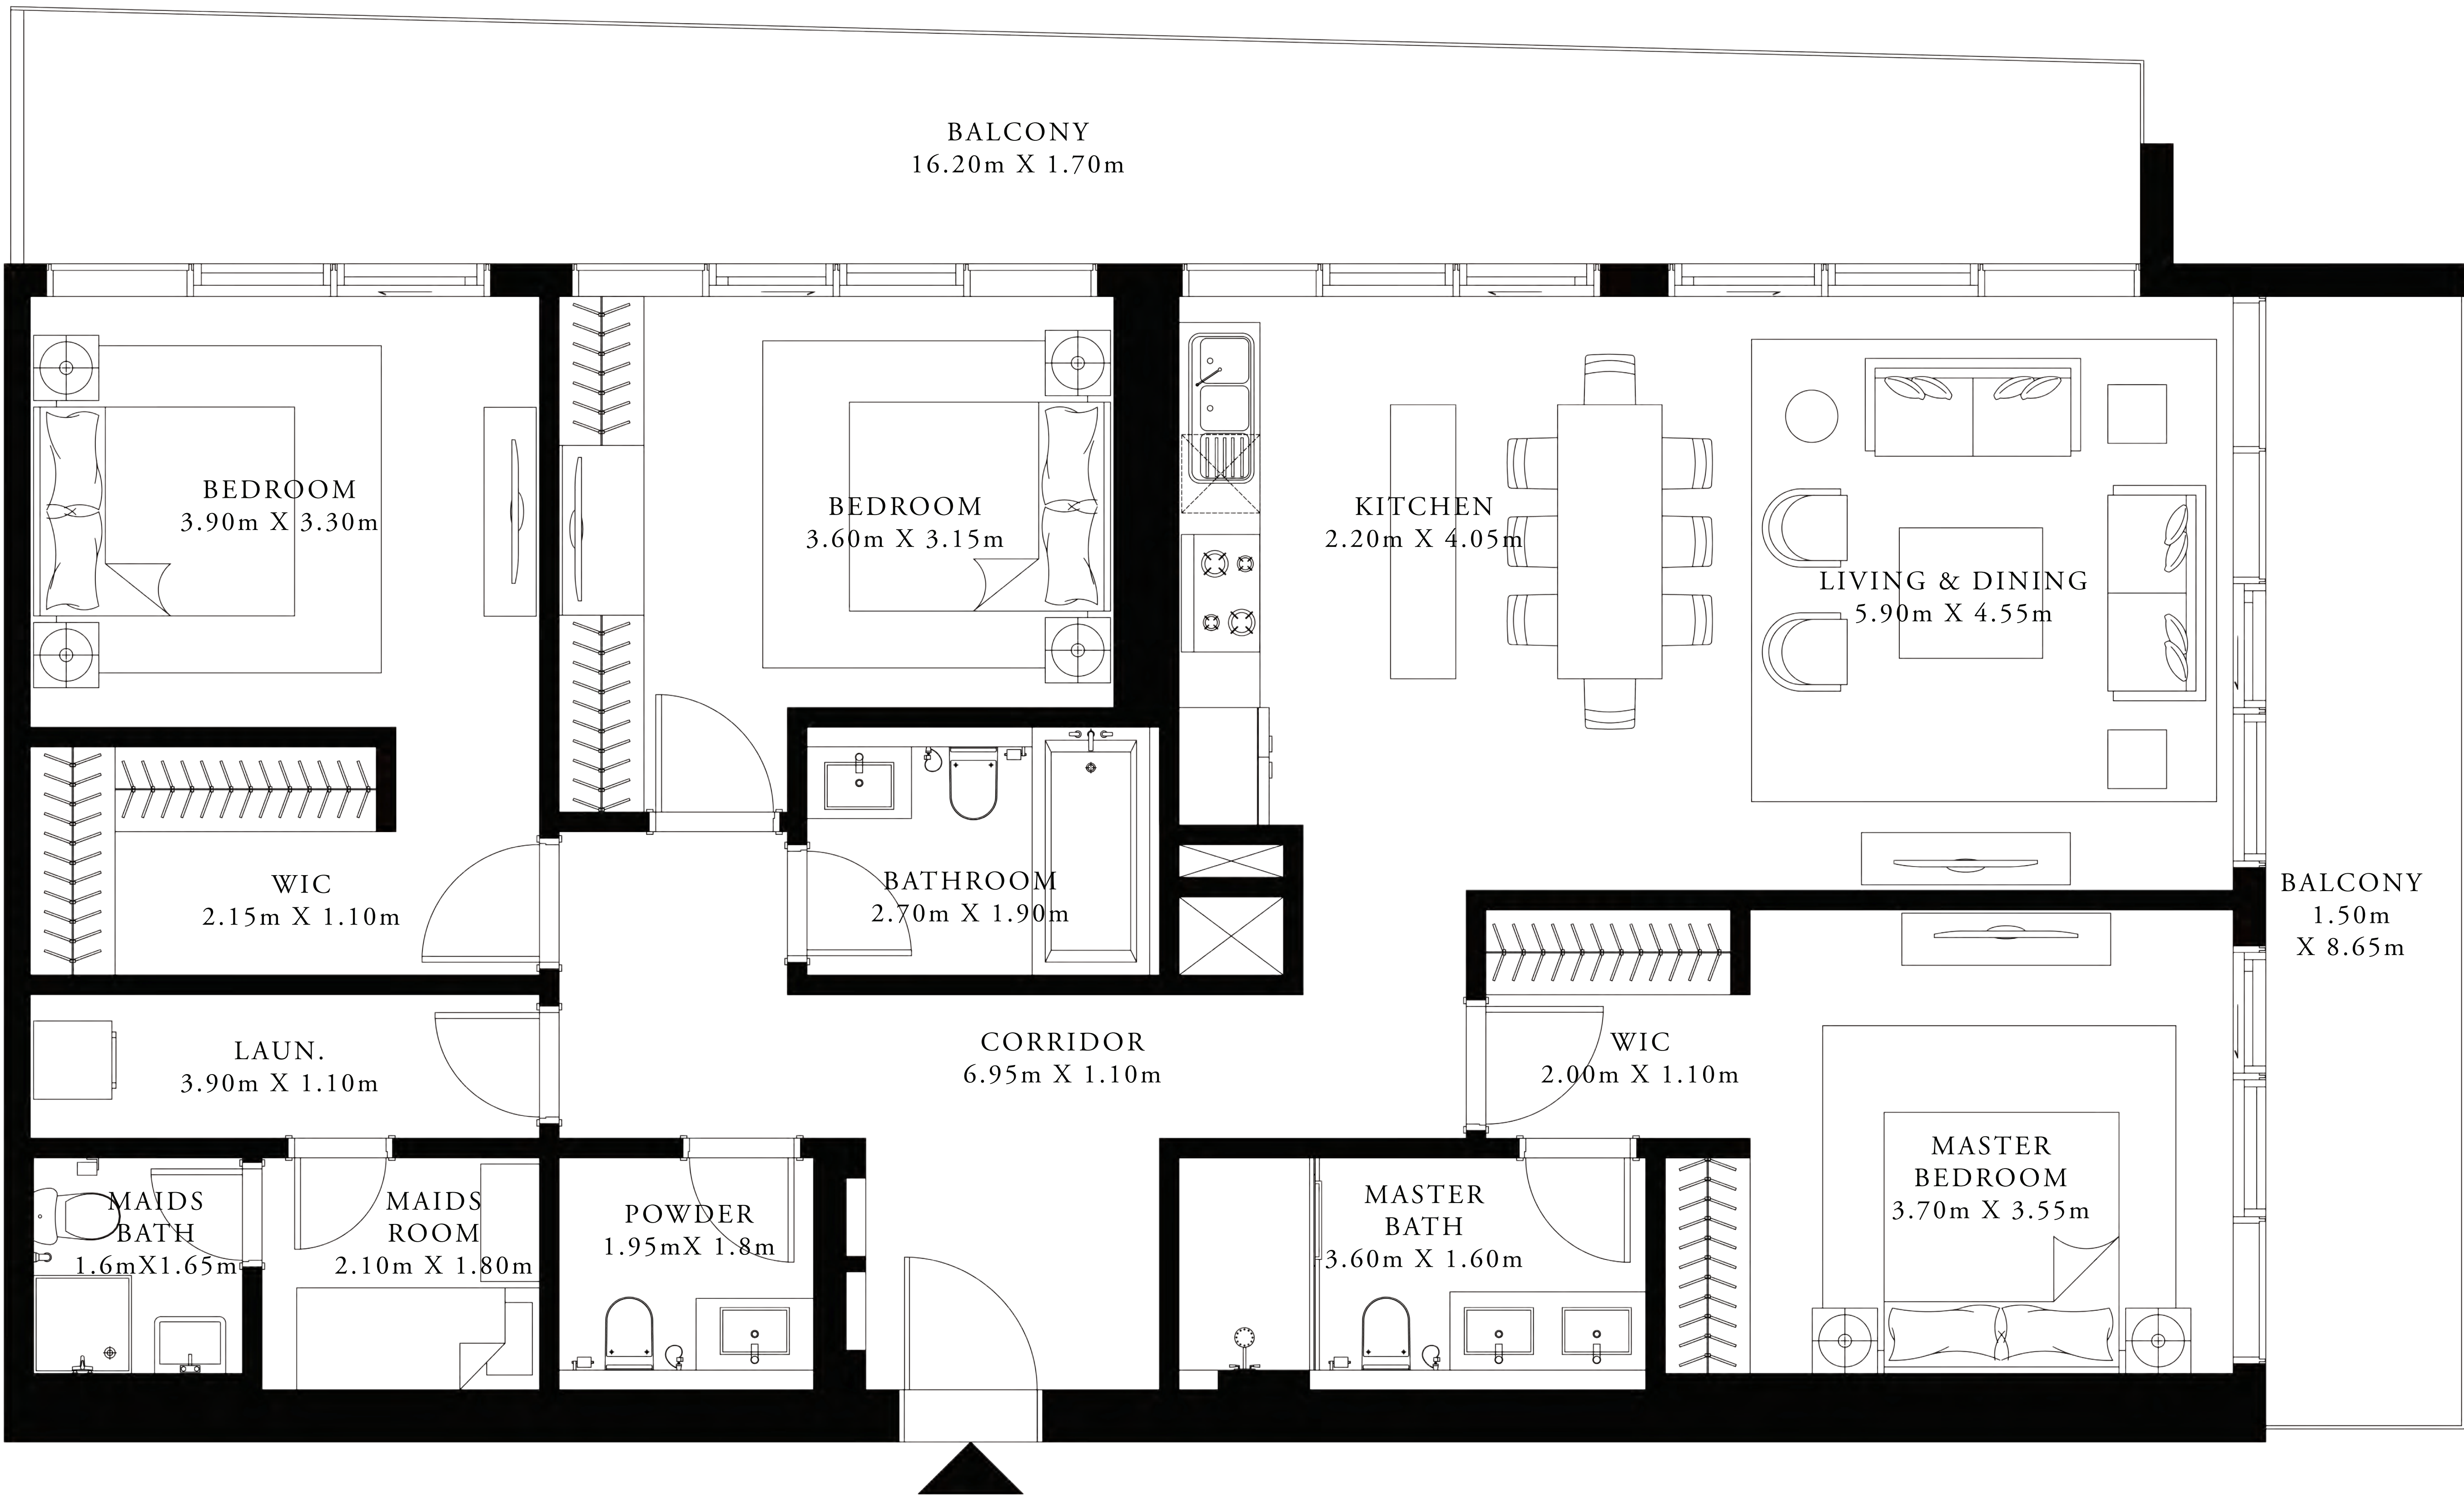 BALCONY
16.20m X 1.70m
BEDROOM
3.90m X 3.30m
BEDROOM
3.60m X 3.15m
KITCHEN
2.20m X 4.05m
LIVING & DINING
5.90m X 4.55m
WIC
2.15m X 1.10m
BATHROOM
2.70m X 1.90m
BALCONY
1.50m
X 8.65m
LAUN.
3.90m X 1.10m
CORRIDOR
6.95m X 1.10m
WIC
2.00m X 1.10m
MAIDS
BATH
1.6mX1.65m
MAIDS
ROOM
2.10m X 1.80m
POWDER
1.95mX 1.8m
MASTER
BATH
3.60m X 1.60m
MASTER
BEDROOM
3.70m X 3.55m